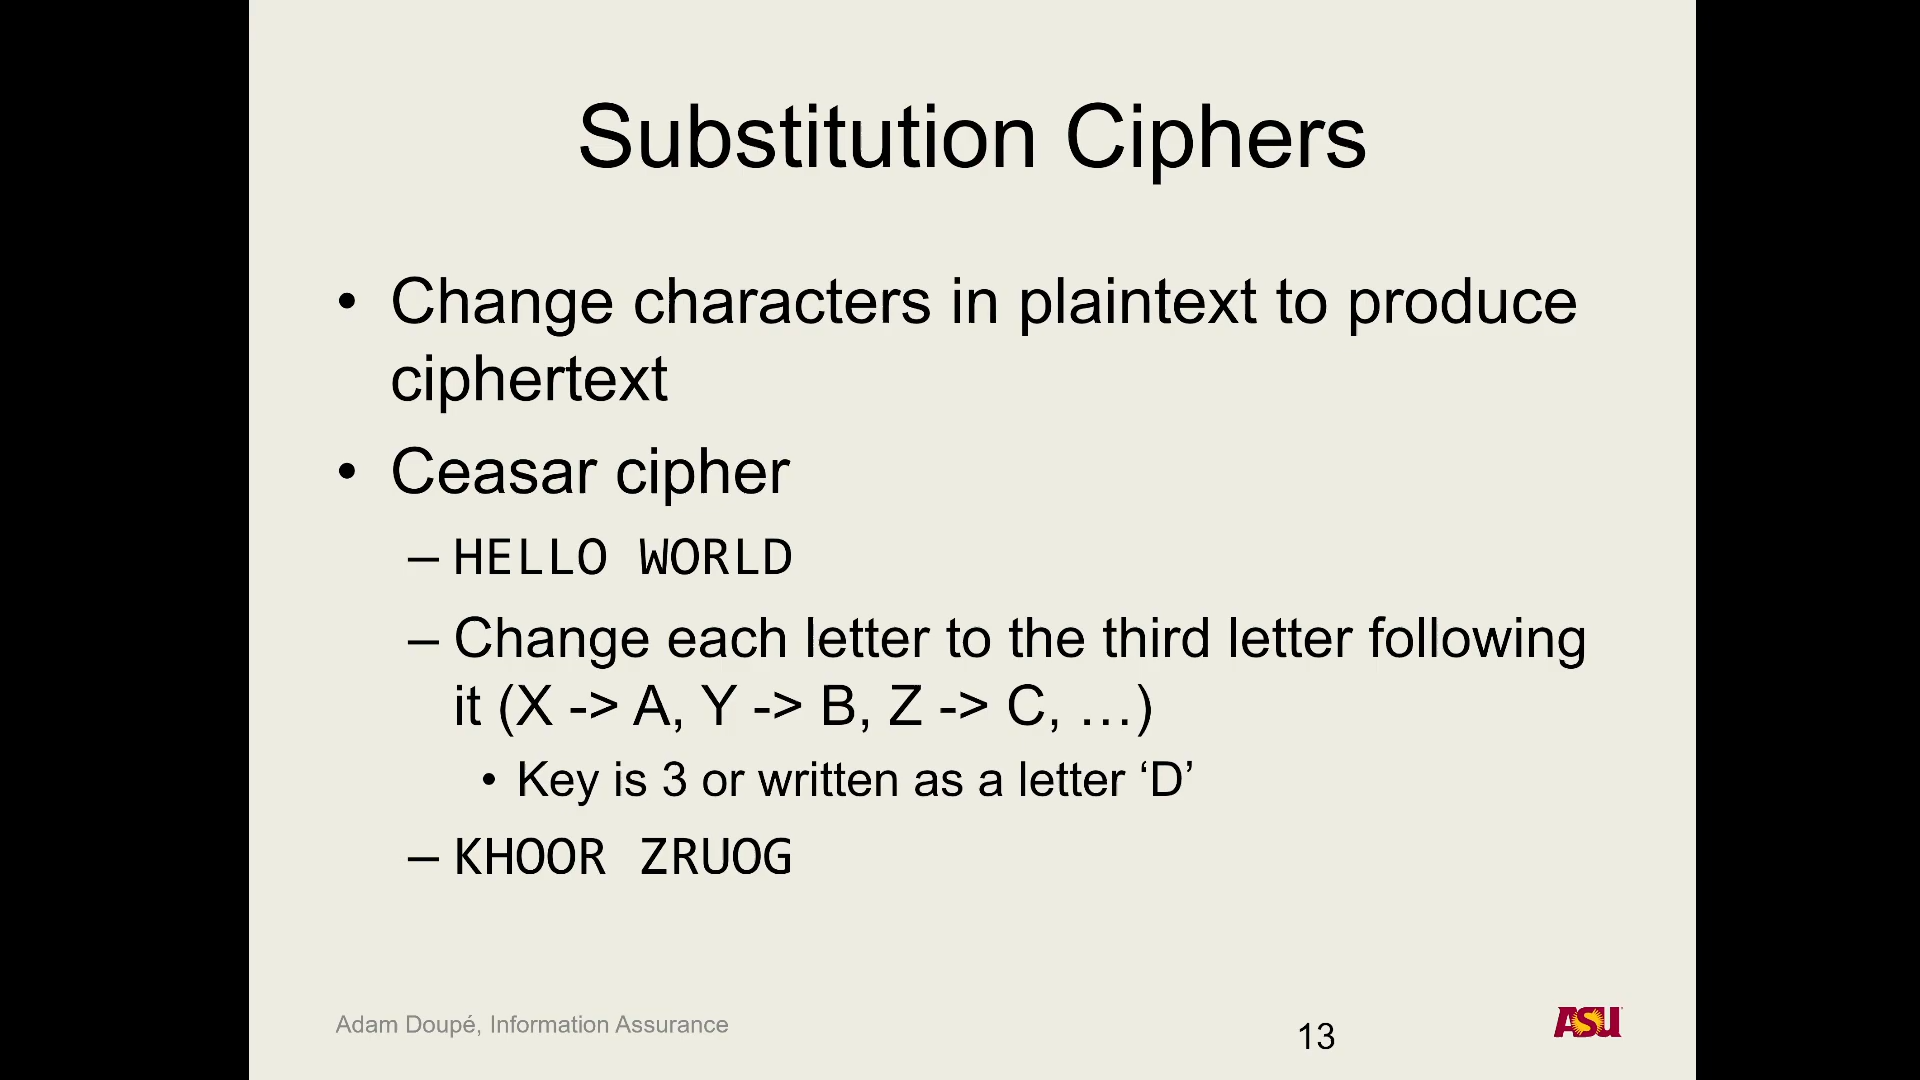 Substitution Ciphers
• Change characters in plaintext to produce
ciphertext
• Ceasar cipher
– HELLO WORLD
– Change each letter to the third letter following
it (X -> A, Y -> B, Z -> C, …)
• Key is 3 or written as a letter ‘D’
– KHOOR ZRUOG
Adam Doupé, Information Assurance
13
ASU